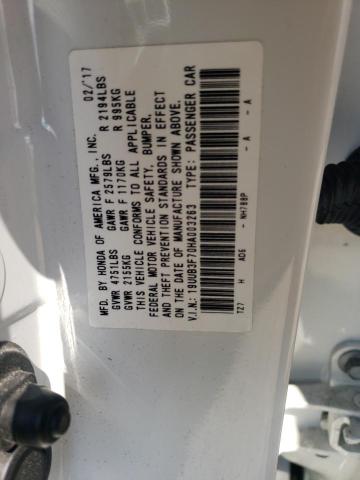 MFD. BY HONDA OF AMERICA MFG., INC. 02/'17
GVWR 4751LBS GAWR F 2579LBS R 2194LBS
GVWR 2155KG GAWR F 1170KG R 995KG
THIS VEHICLE CONFORMS TO ALL APPLICABLE
FEDERAL MOTOR VEHICLE SAFETY, BUMPER,
AND THEFT PREVENTION STANDARDS IN EFFECT
ON THE DATE OF MANUFACTURE SHOWN ABOVE.
V.I.N.: 19UUB3F70HA003263 TYPE: PASSENGER CAR
TZ7 H AD6 - NH788P - A - A